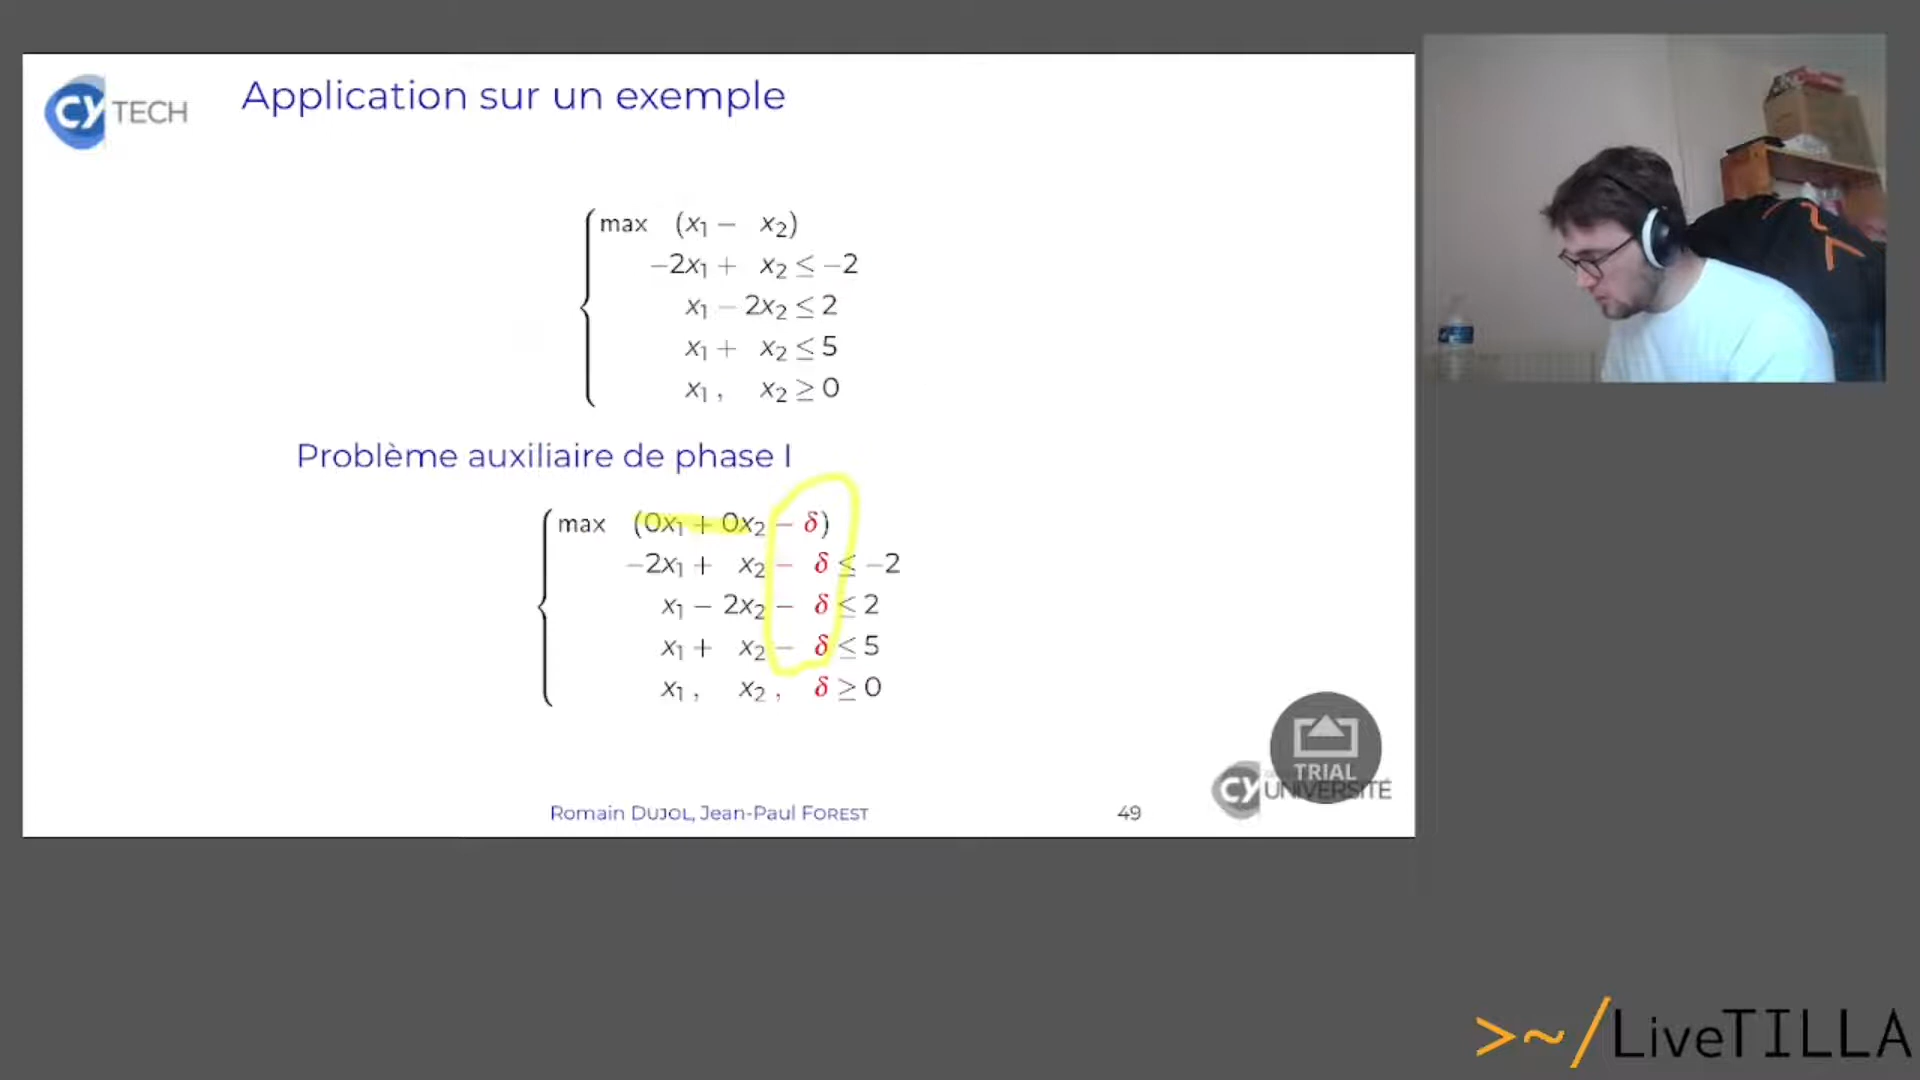 CY TECH
Application sur un exemple
max (x₁ − x₂)
−2x₁ + x₂ ≤ −2
x₁ − 2x₂ ≤ 2
x₁ + x₂ ≤ 5
x₁ , x₂ ≥ 0
Problème auxiliaire de phase I
max (0x₁ + 0x₂ − δ)
−2x₁ + x₂ − δ ≤ −2
x₁ − 2x₂ − δ ≤ 2
x₁ + x₂ − δ ≤ 5
x₁ , x₂ , δ ≥ 0
TRIAL
CY UNIVERSITÉ
Romain DUJOL, Jean-Paul FOREST
49
>~/LiveTILLA